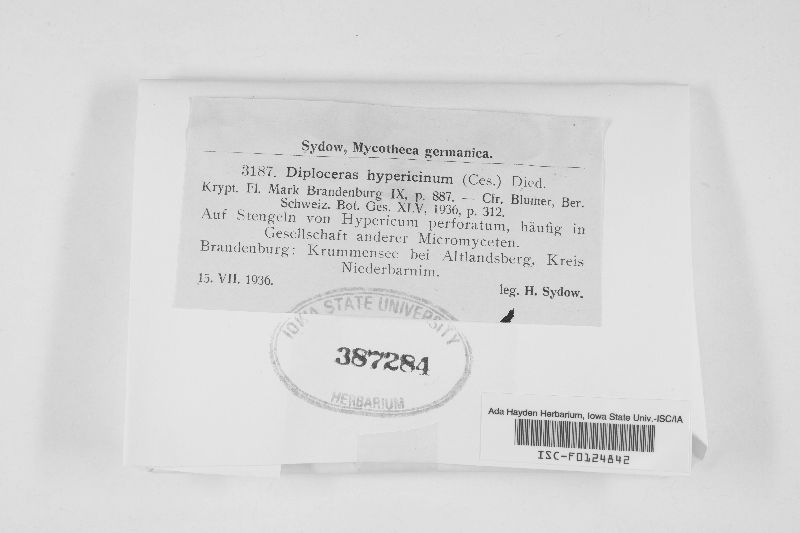 Sydow, Mycotheca germanica.
3187. Diploceras hypericinum (Ces.) Died.
Krypt. Fl. Mark Brandenburg IX, p. 887. — Cfr. Blumer, Ber.
Schweiz. Bot. Ges. XLV, 1936, p. 312.
Auf Stengeln von Hypericum perforatum, häufig in
Gesellschaft anderer Micromyceten.
Brandenburg: Krummensee bei Altlandsberg, Kreis
Niederbarnim.
15. VII. 1936.
leg. H. Sydow.
IOWA STATE UNIVERSITY
387284
HERBARIUM
Ada Hayden Herbarium, Iowa State Univ.-ISC/IA
ISC-F0124842